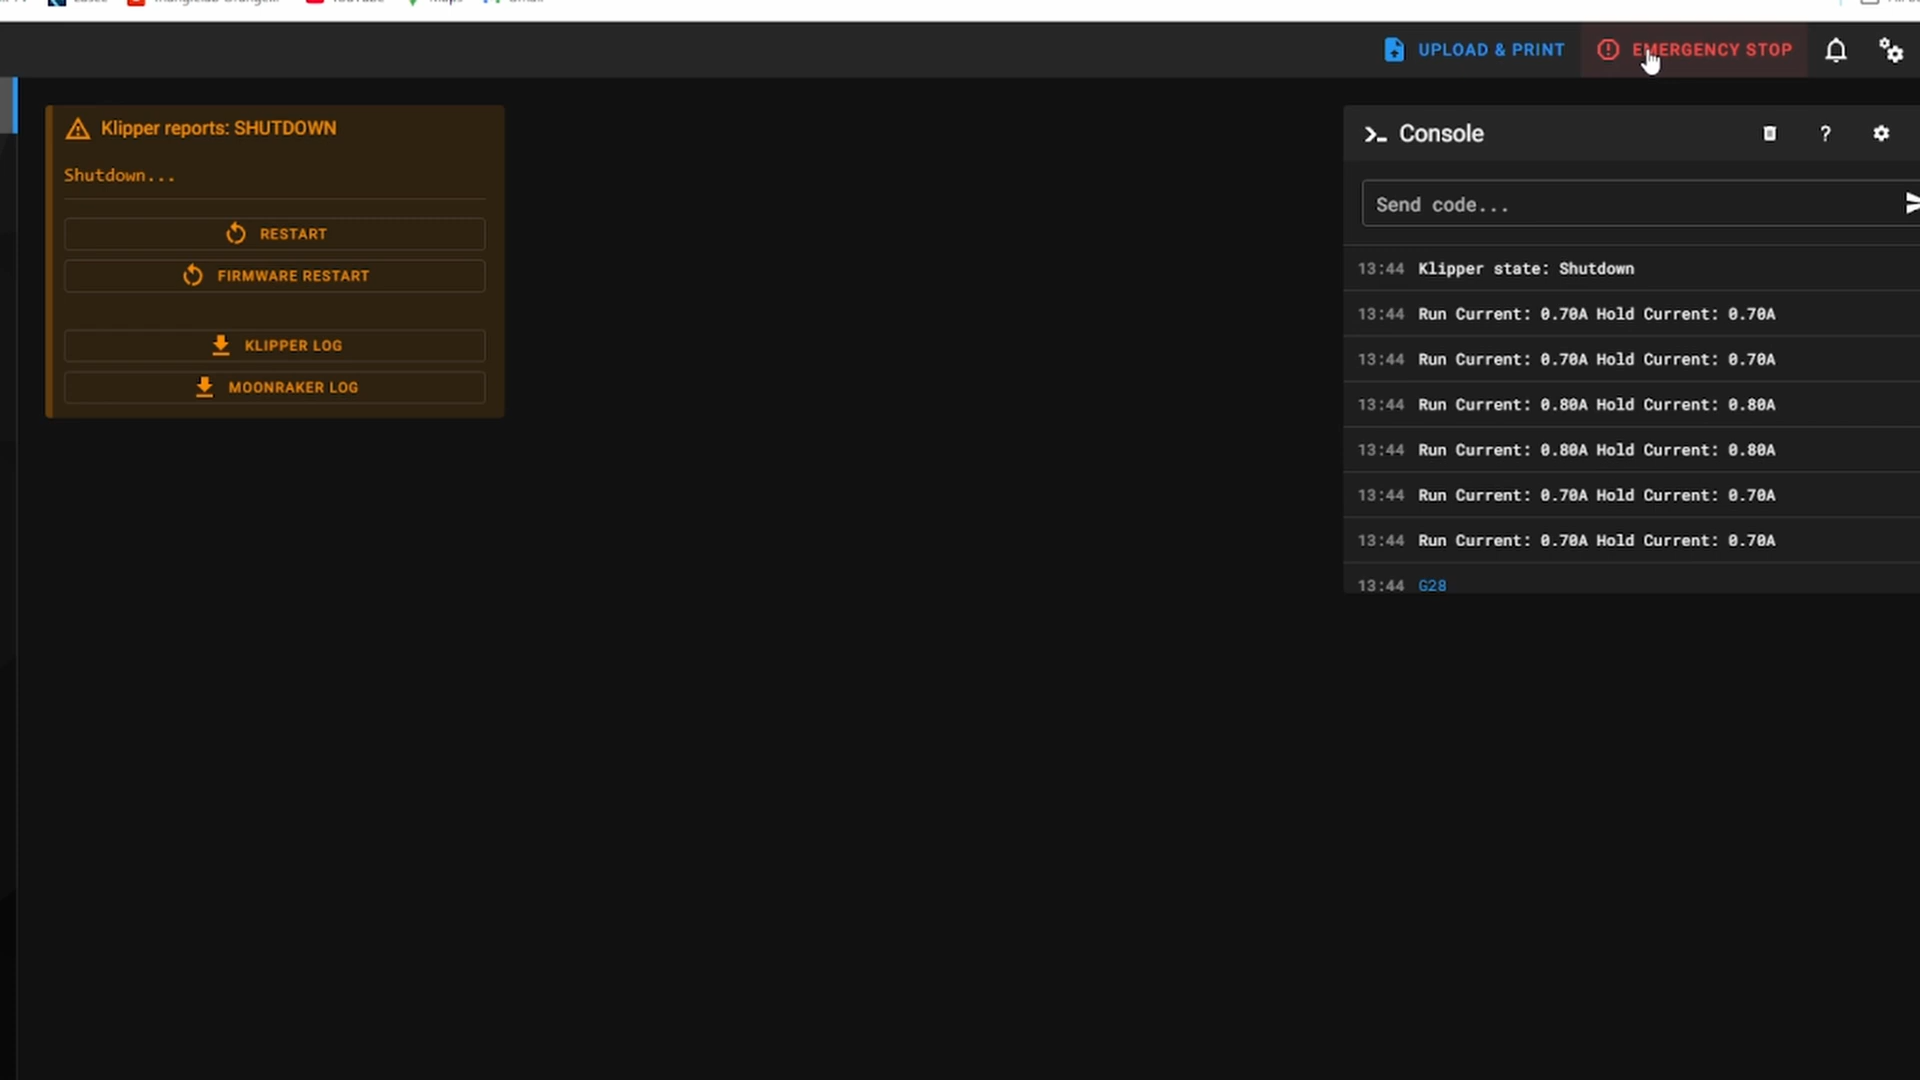 YouTube
Maps
Gmail
UPLOAD & PRINT
EMERGENCY STOP
Klipper reports: SHUTDOWN
Shutdown...
RESTART
FIRMWARE RESTART
KLIPPER LOG
MOONRAKER LOG
Console
?
Send code...
13:44 Klipper state: Shutdown
13:44 Run Current: 0.70A Hold Current: 0.70A
13:44 Run Current: 0.70A Hold Current: 0.70A
13:44 Run Current: 0.80A Hold Current: 0.80A
13:44 Run Current: 0.80A Hold Current: 0.80A
13:44 Run Current: 0.70A Hold Current: 0.70A
13:44 Run Current: 0.70A Hold Current: 0.70A
13:44 G28